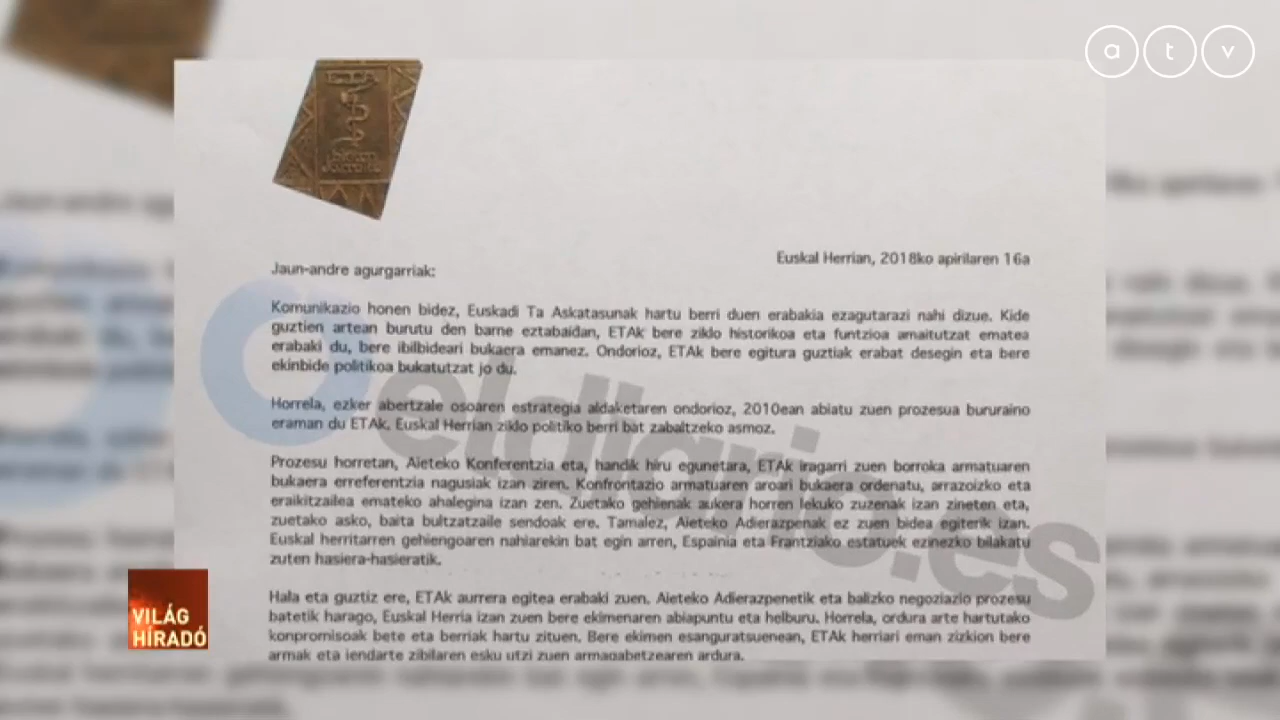 a t v
ETA
Euskal Herrian, 2018ko apirilaren 16a
Jaun-andre agurgarriak:
Komunikazio honen bidez, Euskadi Ta Askatasunak hartu berri duen erabakia ezagutarazi nahi dizue. Kide
guztien artean burutu den barne eztabaidan, ETAk bere ziklo historikoa eta funtzioa amaitutzat ematea
erabaki du, bere ibilbideari bukaera emanez. Ondorioz, ETAk bere egitura guztiak erabat desegin eta bere
ekinbide politikoa bukatutzat jo du.
Horrela, ezker abertzale osoaren estrategia aldaketaren ondorioz, 2010ean abiatu zuen prozesua bururaino
eraman du ETAk, Euskal Herrian ziklo politiko berri bat zabaltzeko asmoz.
Prozesu horretan, Aieteko Konferentzia eta, handik hiru egunetara, ETAk iragarri zuen borroka armatuaren
bukaera erreferentzia nagusiak izan ziren. Konfrontazio armatuaren aroari bukaera ordenatu, arrazoizko eta
eraikitzailea emateko ahalegina izan zen. Zuetako gehienak aukera horren lekuko zuzenak izan zineten eta,
zuetako asko, baita bultzatzaile sendoak ere. Tamalez, Aieteko Adierazpenak ez zuen bidea egiterik izan.
Euskal herritarren gehiengoaren nahiarekin bat egin arren, Espainia eta Frantziako estatuek ezinezko bilakatu
zuten hasiera-hasieratik.
Hala eta guztiz ere, ETAk aurrera egitea erabaki zuen. Aieteko Adierazpenetik eta balizko negoziazio prozesu
batetik harago, Euskal Herria izan zuen bere ekimenaren abiapuntu eta helburu. Horrela, ordura arte hartutako
konpromisoak bete eta berriak hartu zituen. Bere ekimen esanguratsuenean, ETAk herriari eman zizkion bere
armak eta jendarte zibilaren esku utzi zuen armagabetzearen ardura.
eldiario.es
VILÁG
HÍRADÓ